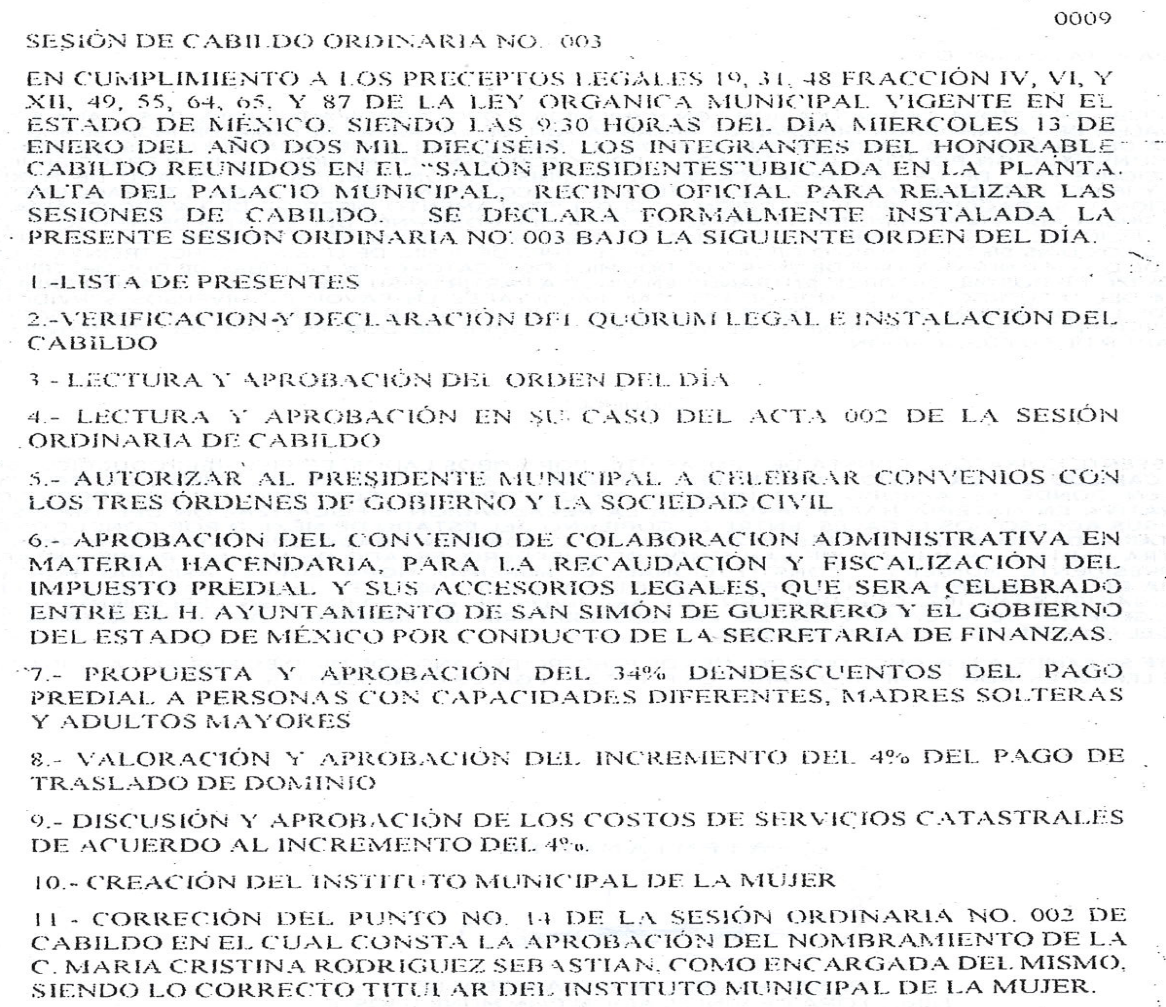 0009
SESIÓN DE CABILDO ORDINARIA NO. 003
EN CUMPLIMIENTO A LOS PRECEPTOS LEGALES 19, 31, 48 FRACCIÓN IV, VI, Y
XII, 49, 55, 64, 65, Y 87 DE LA LEY ORGANICA MUNICIPAL VIGENTE EN EL
ESTADO DE MÉXICO. SIENDO LAS 9:30 HORAS DEL DÍA MIERCOLES 13 DE
ENERO DEL AÑO DOS MIL DIECISÉIS. LOS INTEGRANTES DEL HONORABLE
CABILDO REUNIDOS EN EL "SALÓN PRESIDENTES"UBICADA EN LA PLANTA
ALTA DEL PALACIO MUNICIPAL, RECINTO OFICIAL PARA REALIZAR LAS
SESIONES DE CABILDO. SE DECLARA FORMALMENTE INSTALADA LA
PRESENTE SESIÓN ORDINARIA NO. 003 BAJO LA SIGUIENTE ORDEN DEL DÍA.
1.-LISTA DE PRESENTES
2.-VERIFICACION Y DECLARACIÓN DEL QUÓRUM LEGAL E INSTALACIÓN DEL
CABILDO
3.- LECTURA Y APROBACIÓN DEL ORDEN DEL DÍA
4.- LECTURA Y APROBACIÓN EN SU CASO DEL ACTA 002 DE LA SESIÓN
ORDINARIA DE CABILDO
5.- AUTORIZAR AL PRESIDENTE MUNICIPAL A CELEBRAR CONVENIOS CON
LOS TRES ÓRDENES DE GOBIERNO Y LA SOCIEDAD CIVIL
6.- APROBACIÓN DEL CONVENIO DE COLABORACION ADMINISTRATIVA EN
MATERIA HACENDARIA, PARA LA RECAUDACIÓN Y FISCALIZACIÓN DEL
IMPUESTO PREDIAL Y SUS ACCESORIOS LEGALES, QUE SERA CELEBRADO
ENTRE EL H. AYUNTAMIENTO DE SAN SIMÓN DE GUERRERO Y EL GOBIERNO
DEL ESTADO DE MÉXICO POR CONDUCTO DE LA SECRETARIA DE FINANZAS.
7.- PROPUESTA Y APROBACIÓN DEL 34% DENDESCUENTOS DEL PAGO
PREDIAL A PERSONAS CON CAPACIDADES DIFERENTES, MADRES SOLTERAS
Y ADULTOS MAYORES
8.- VALORACIÓN Y APROBACIÓN DEL INCREMENTO DEL 4% DEL PAGO DE
TRASLADO DE DOMINIO
9.- DISCUSIÓN Y APROBACIÓN DE LOS COSTOS DE SERVICIOS CATASTRALES
DE ACUERDO AL INCREMENTO DEL 4%.
10.- CREACIÓN DEL INSTITUTO MUNICIPAL DE LA MUJER
11.- CORRECIÓN DEL PUNTO NO. 14 DE LA SESIÓN ORDINARIA NO. 002 DE
CABILDO EN EL CUAL CONSTA LA APROBACIÓN DEL NOMBRAMIENTO DE LA
C. MARIA CRISTINA RODRIGUEZ SEBASTIAN, COMO ENCARGADA DEL MISMO,
SIENDO LO CORRECTO TITULAR DEL INSTITUTO MUNICIPAL DE LA MUJER.